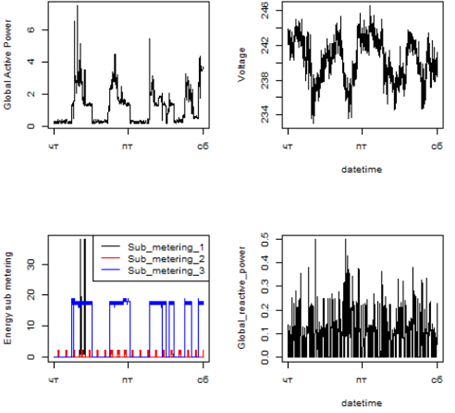 Global Active Power
0 2 4 6
чт пт сб
Voltage
234 238 242 246
чт пт сб
datetime
Energy sub metering
0 10 20 30
Sub_metering_1
Sub_metering_2
Sub_metering_3
чт пт сб
Global_reactive_power
0.0 0.1 0.2 0.3 0.4 0.5
чт пт сб
datetime